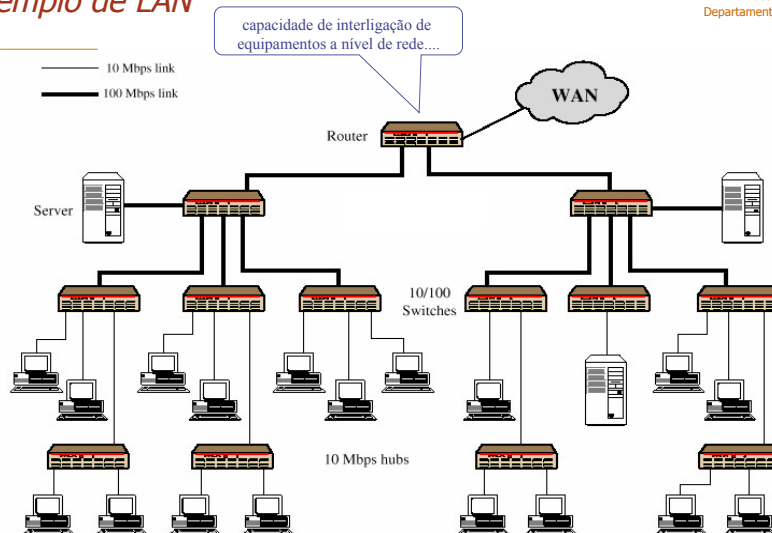 emplo de LAN
Departament
capacidade de interligação de
equipamentos a nível de rede....
10 Mbps link
100 Mbps link
WAN
Router
Server
10/100
Switches
10 Mbps hubs